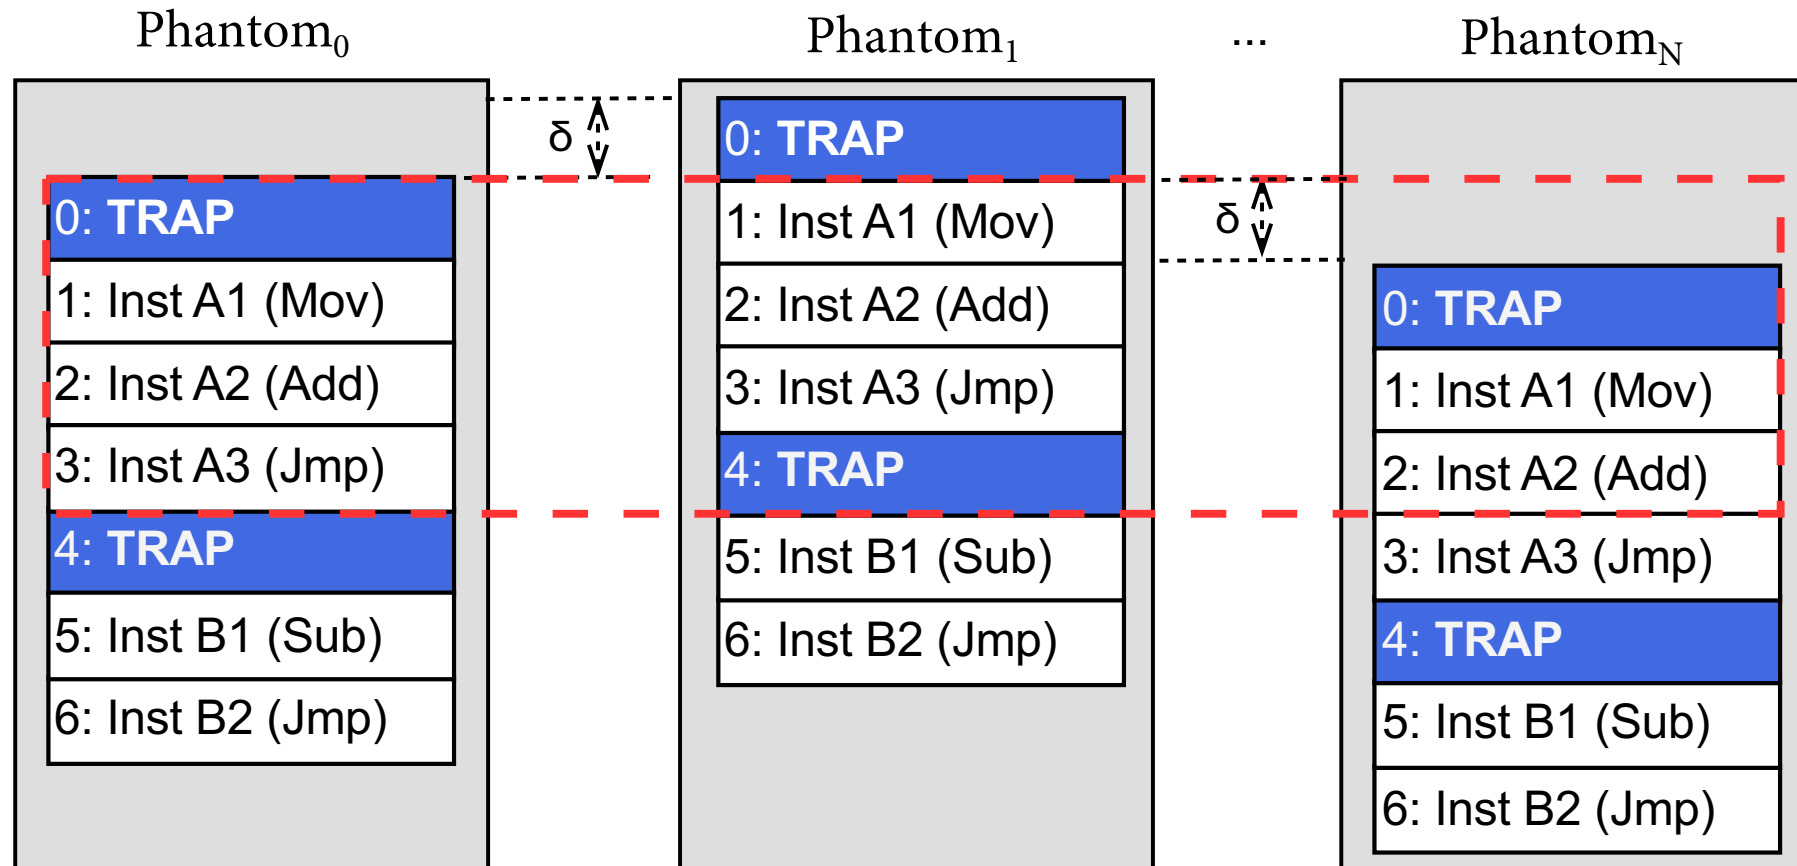 Phantom₀
Phantom₁
...
Phantom_N
0: TRAP
1: Inst A1 (Mov)
2: Inst A2 (Add)
3: Inst A3 (Jmp)
4: TRAP
5: Inst B1 (Sub)
6: Inst B2 (Jmp)
δ
0: TRAP
1: Inst A1 (Mov)
2: Inst A2 (Add)
3: Inst A3 (Jmp)
4: TRAP
5: Inst B1 (Sub)
6: Inst B2 (Jmp)
δ
0: TRAP
1: Inst A1 (Mov)
2: Inst A2 (Add)
3: Inst A3 (Jmp)
4: TRAP
5: Inst B1 (Sub)
6: Inst B2 (Jmp)